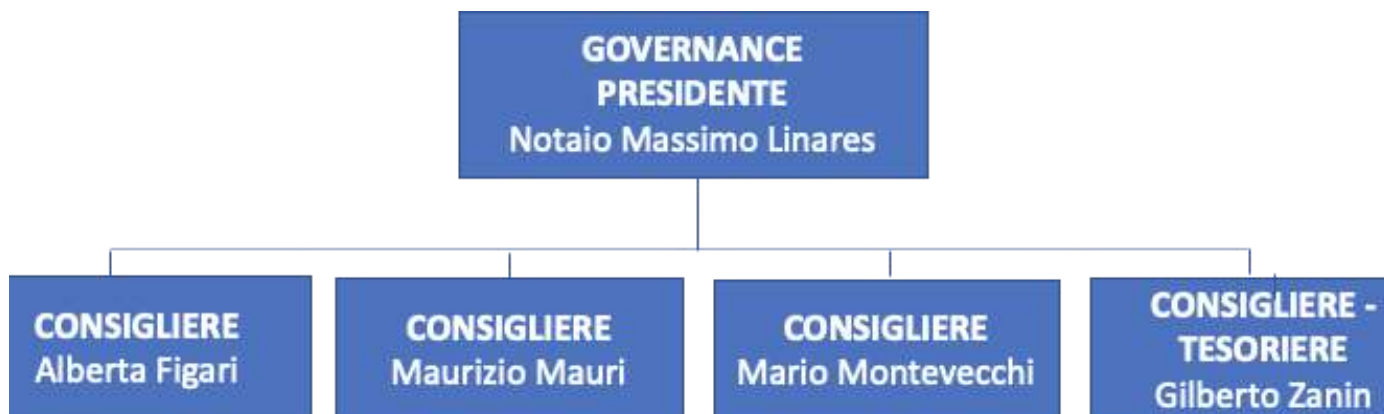 GOVERNANCE
PRESIDENTE
Notaio Massimo Linares
CONSIGLIERE
Alberta Figari
CONSIGLIERE
Maurizio Mauri
CONSIGLIERE
Mario Montevecchi
CONSIGLIERE -
TESORIERE
Gilberto Zanin